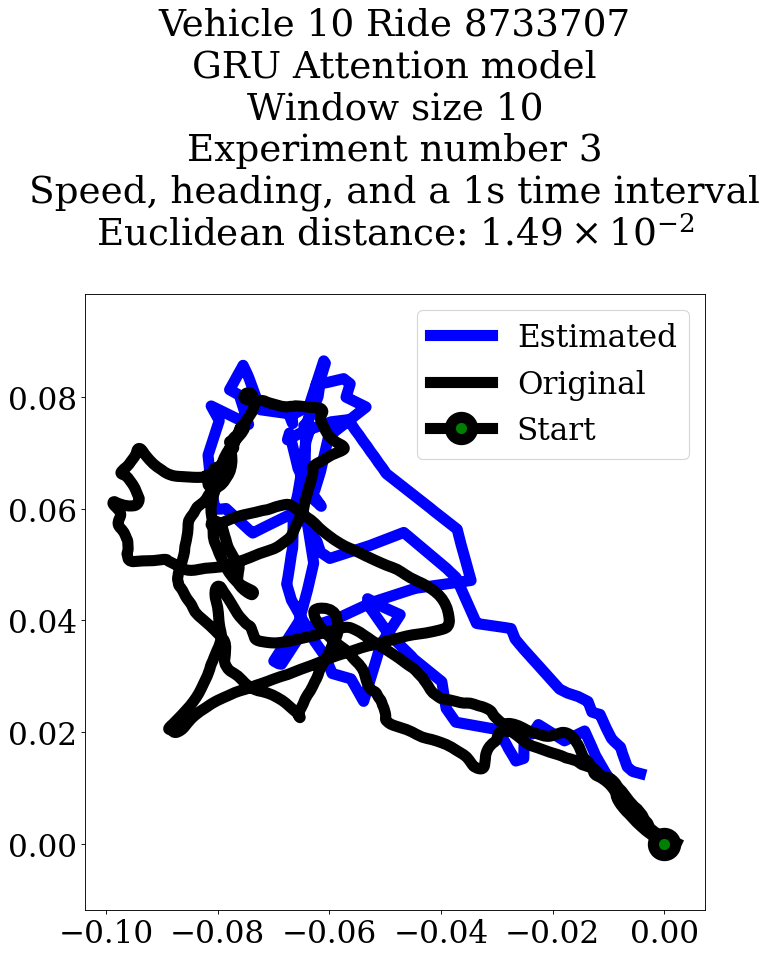 Vehicle 10 Ride 8733707
GRU Attention model
Window size 10
Experiment number 3
Speed, heading, and a 1s time interval
Euclidean distance: 1.49 × 10⁻²
Estimated
Original
Start
0.08
0.06
0.04
0.02
0.00
−0.10 −0.08 −0.06 −0.04 −0.02 0.00